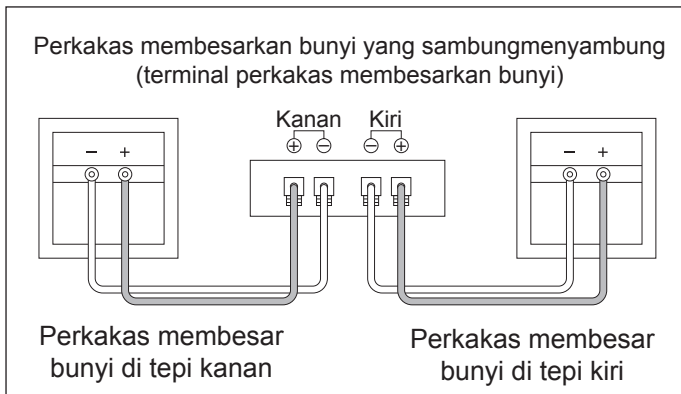 Perkakas membesarkan bunyi yang sambungmenyambung
(terminal perkakas membesarkan bunyi)
Kanan Kiri
+ − − +
− +
− +
Perkakas membesar
bunyi di tepi kanan
Perkakas membesar
bunyi di tepi kiri